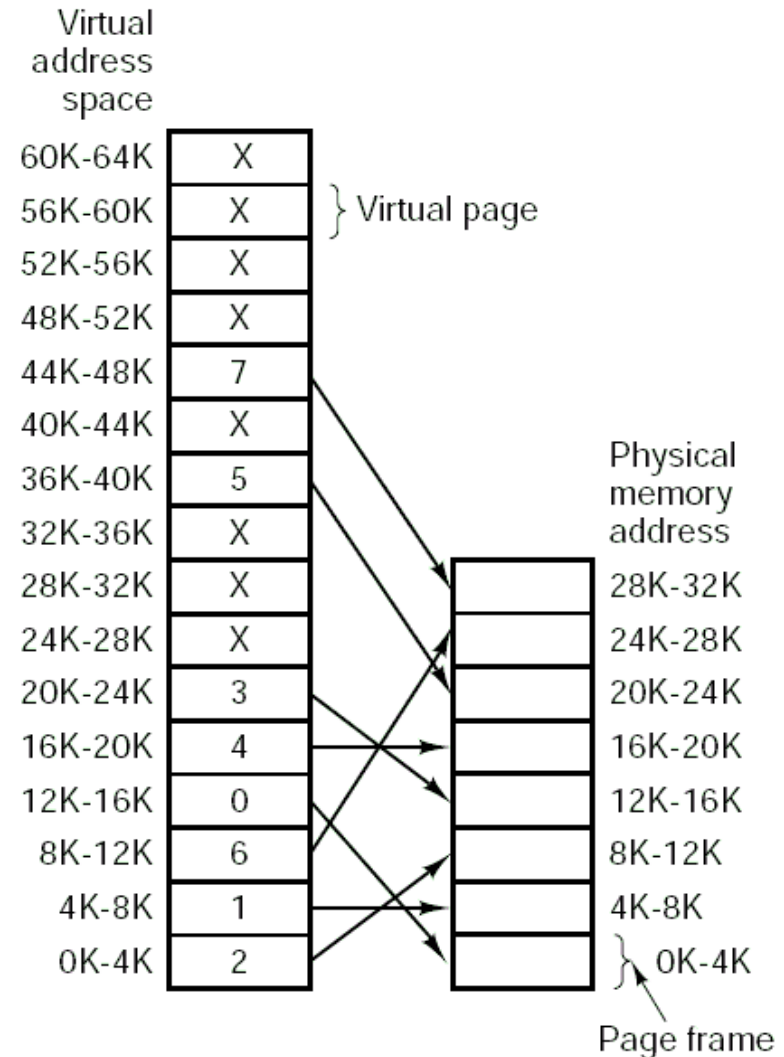 Virtual
address
space
60K-64K X
56K-60K X Virtual page
52K-56K X
48K-52K X
44K-48K 7
40K-44K X
36K-40K 5
32K-36K X
28K-32K X
24K-28K X
20K-24K 3
16K-20K 4
12K-16K 0
8K-12K 6
4K-8K 1
0K-4K 2
Physical
memory
address
28K-32K
24K-28K
20K-24K
16K-20K
12K-16K
8K-12K
4K-8K
0K-4K
Page frame